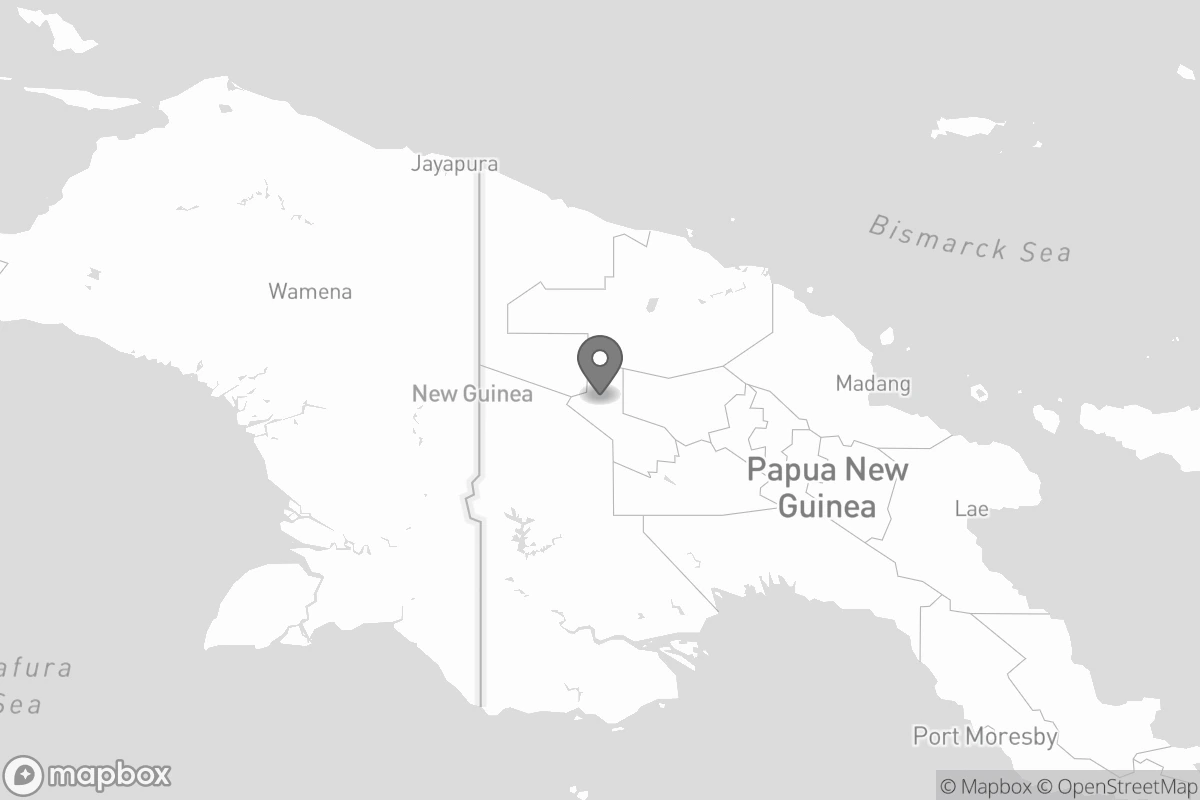 Jayapura
Bismarck Sea
Wamena
Madang
New Guinea
Papua New
Guinea
Lae
afura
Sea
Port Moresby
mapbox
© Mapbox © OpenStreetMap